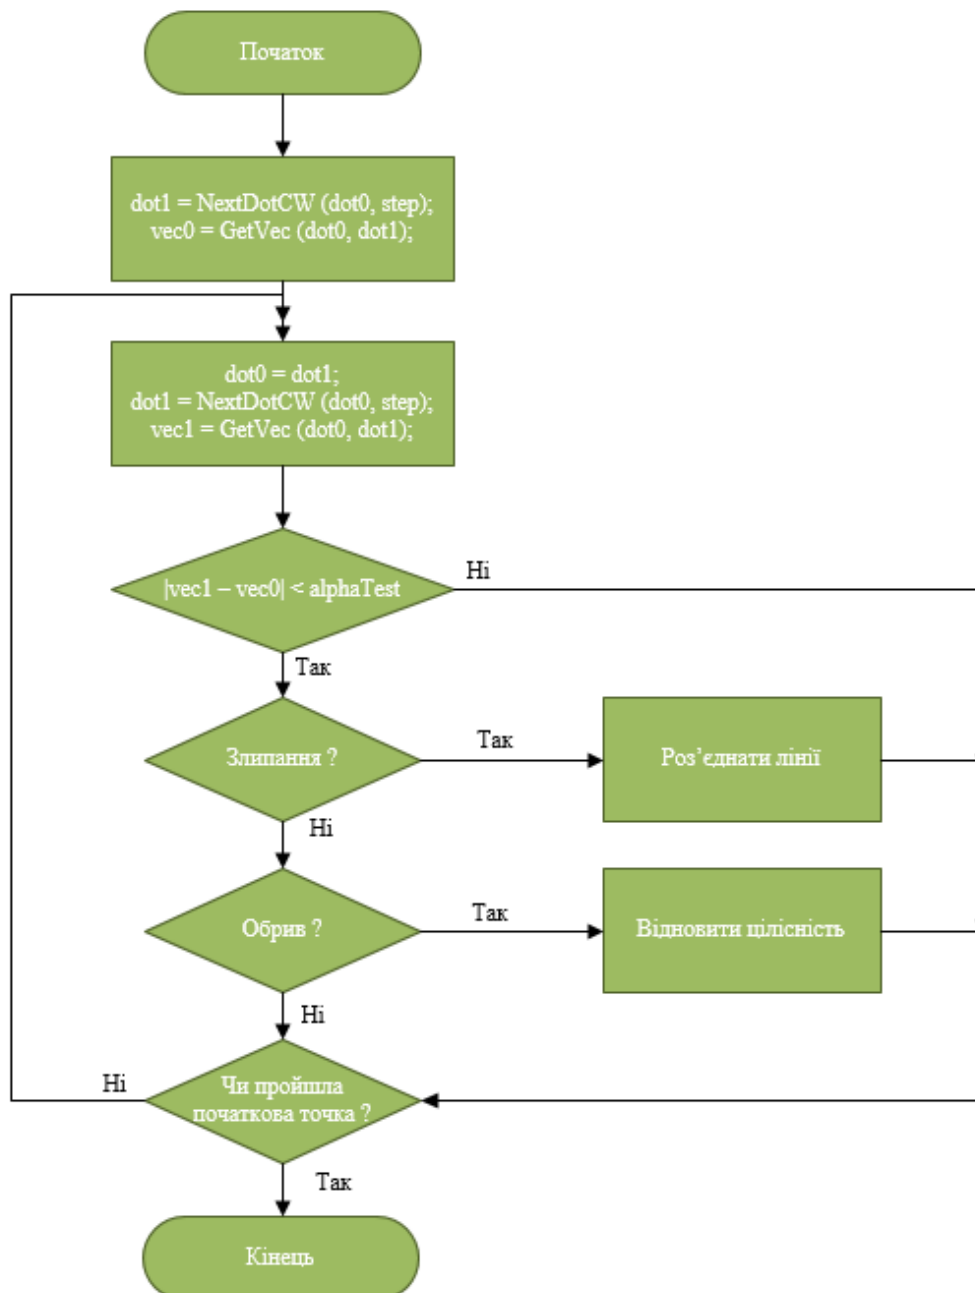 Початок
dot1 = NextDotCW (dot0, step);
vec0 = GetVec (dot0, dot1);
dot0 = dot1;
dot1 = NextDotCW (dot0, step);
vec1 = GetVec (dot0, dot1);
|vec1 – vec0| < alphaTest
Ні
Так
Злипання ?
Так
Роз’єднати лінії
Ні
Обрив ?
Так
Відновити цілісність
Ні
Чи пройшла
початкова точка ?
Ні
Так
Кінець